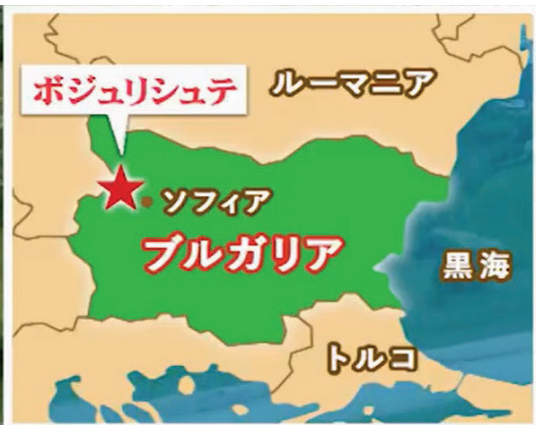 ルーマニア
ボジュリシュテ
ソフィア
ブルガリア
黒海
トルコ